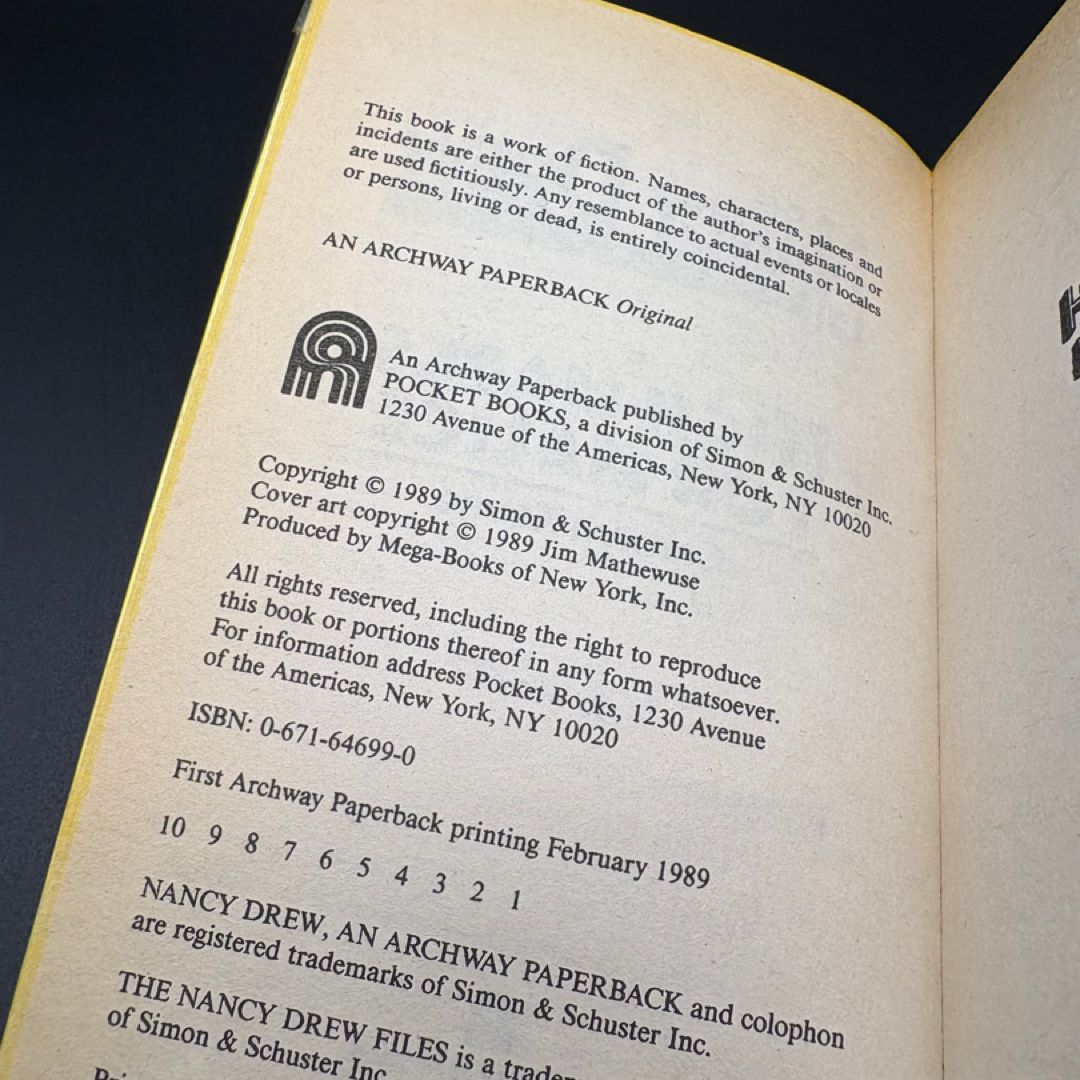 This book is a work of fiction. Names, characters, places and
incidents are either the product of the author's imagination or
are used fictitiously. Any resemblance to actual events or locales
or persons, living or dead, is entirely coincidental.
AN ARCHWAY PAPERBACK Original
An Archway Paperback published by
POCKET BOOKS, a division of Simon & Schuster Inc.
1230 Avenue of the Americas, New York, NY 10020
Copyright © 1989 by Simon & Schuster Inc.
Cover art copyright © 1989 Jim Mathewuse
Produced by Mega-Books of New York, Inc.
All rights reserved, including the right to reproduce
this book or portions thereof in any form whatsoever.
For information address Pocket Books, 1230 Avenue
of the Americas, New York, NY 10020
ISBN: 0-671-64699-0
First Archway Paperback printing February 1989
10 9 8 7 6 5 4 3 2 1
NANCY DREW, AN ARCHWAY PAPERBACK and colophon
are registered trademarks of Simon & Schuster Inc.
THE NANCY DREW FILES is a
of Simon & Schuster Inc.